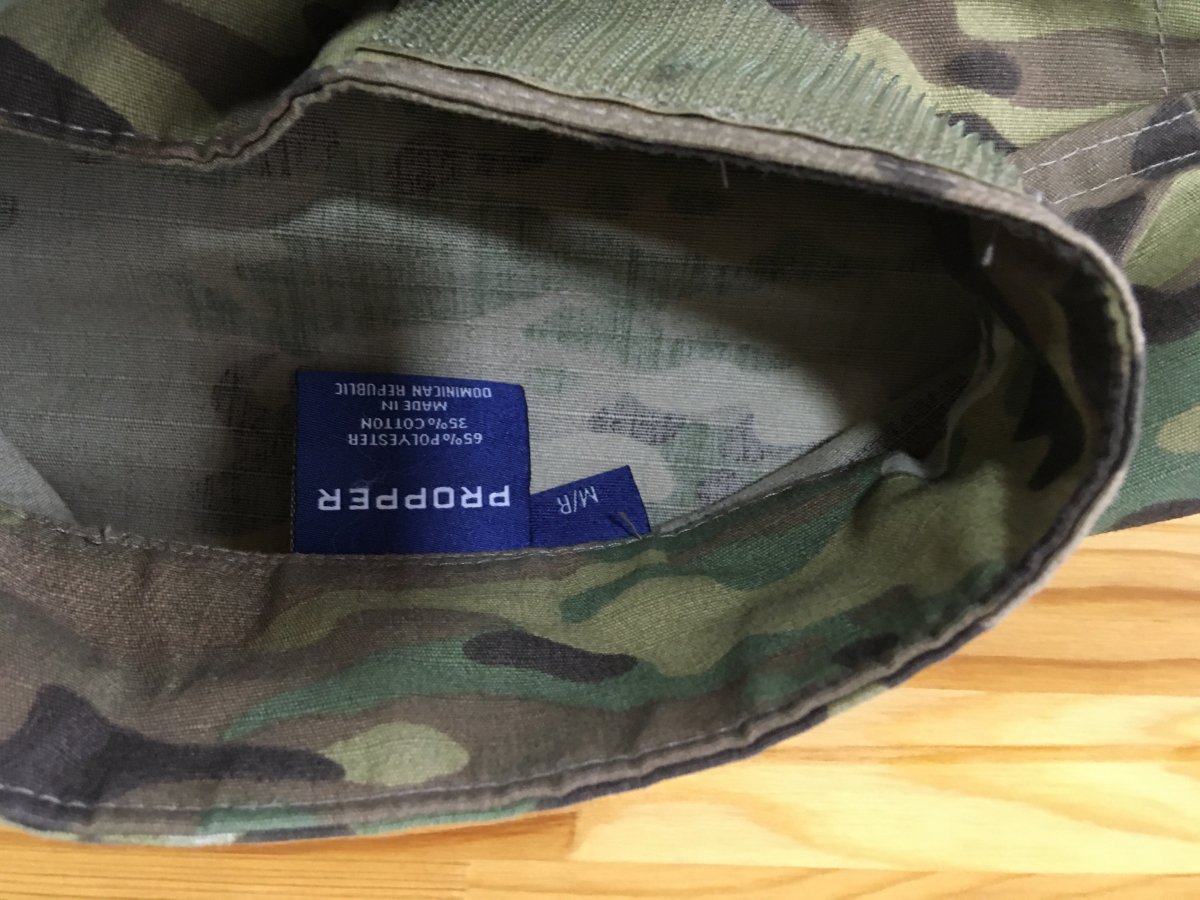 PROPPER
65% POLYESTER
35% COTTON
MADE IN
DOMINICAN REPUBLIC
M/R